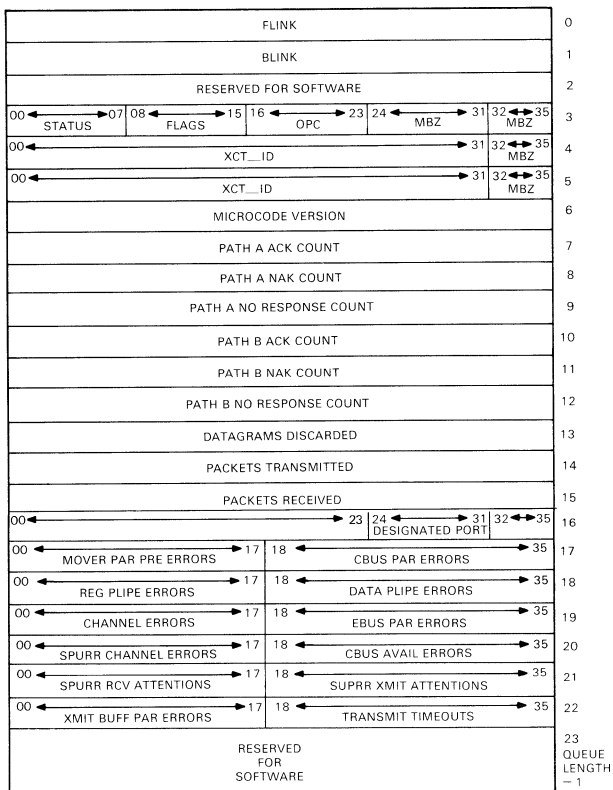 FLINK 0
BLINK 1
RESERVED FOR SOFTWARE 2
00 07 08 15 16 23 24 31 32 35 3
STATUS FLAGS OPC MBZ MBZ
00 31 32 35 4
XCT__ID MBZ
00 31 32 35 5
XCT__ID MBZ
MICROCODE VERSION 6
PATH A ACK COUNT 7
PATH A NAK COUNT 8
PATH A NO RESPONSE COUNT 9
PATH B ACK COUNT 10
PATH B NAK COUNT 11
PATH B NO RESPONSE COUNT 12
DATAGRAMS DISCARDED 13
PACKETS TRANSMITTED 14
PACKETS RECEIVED 15
00 23 24 31 32 35 16
DESIGNATED PORT
00 17 18 35 17
MOVER PAR PRE ERRORS CBUS PAR ERRORS
00 17 18 35 18
REG PLIPE ERRORS DATA PLIPE ERRORS
00 17 18 35 19
CHANNEL ERRORS EBUS PAR ERRORS
00 17 18 35 20
SPURR CHANNEL ERRORS CBUS AVAIL ERRORS
00 17 18 35 21
SPURR RCV ATTENTIONS SUPRR XMIT ATTENTIONS
00 17 18 35 22
XMIT BUFF PAR ERRORS TRANSMIT TIMEOUTS
RESERVED
FOR
SOFTWARE
23
QUEUE
LENGTH
– 1